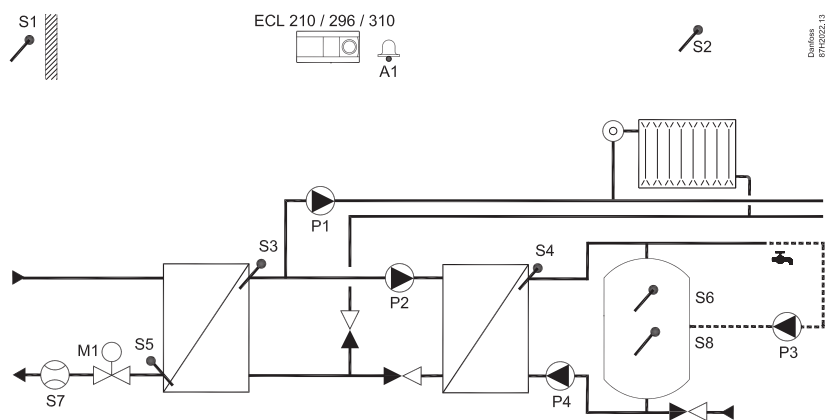 S1
ECL 210 / 296 / 310
A1
S2
Danfoss
87H2022.13
P1
S3
S4
P2
S6
S5
M1
S8
P3
S7
P4